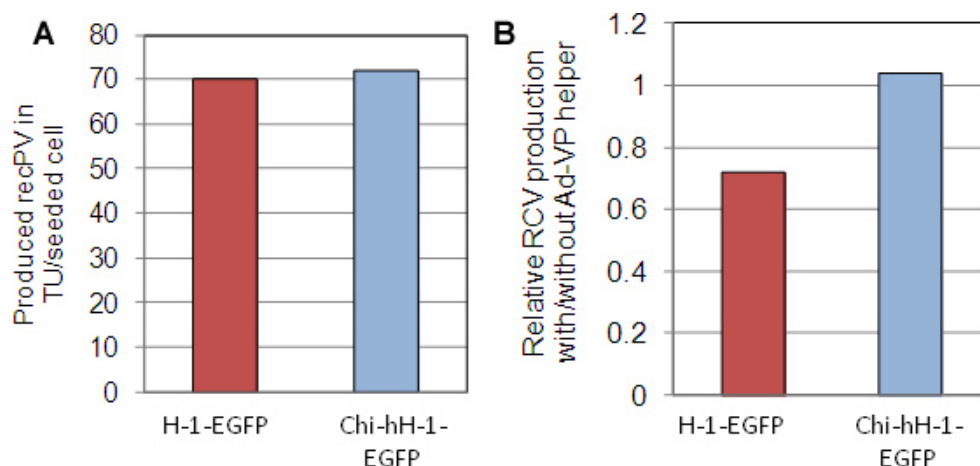 A
Produced recPV in
TU/seeded cell
80
70
60
50
40
30
20
10
0
H-1-EGFP
Chi-hH-1-
EGFP
B
Relative RCV production
with/without Ad-VP helper
1.2
1
0.8
0.6
0.4
0.2
0
H-1-EGFP
Chi-hH-1-
EGFP